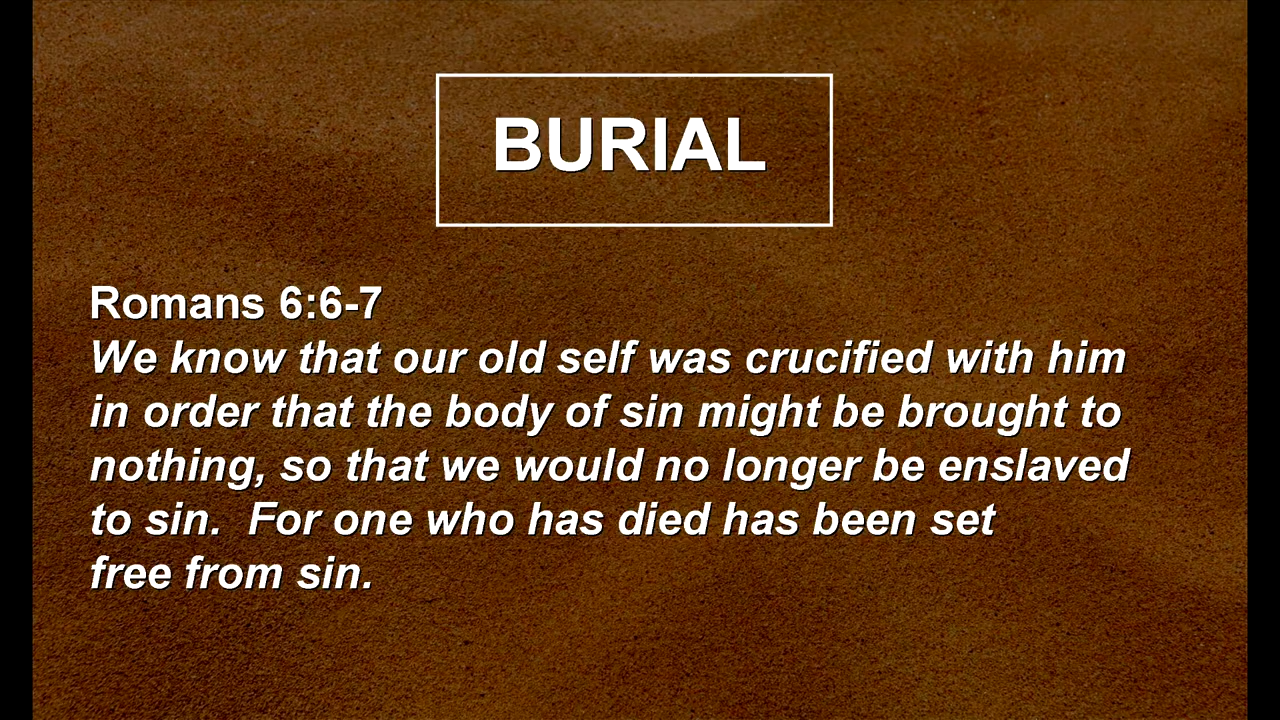 BURIAL
Romans 6:6-7
We know that our old self was crucified with him
in order that the body of sin might be brought to
nothing, so that we would no longer be enslaved
to sin.  For one who has died has been set
free from sin.